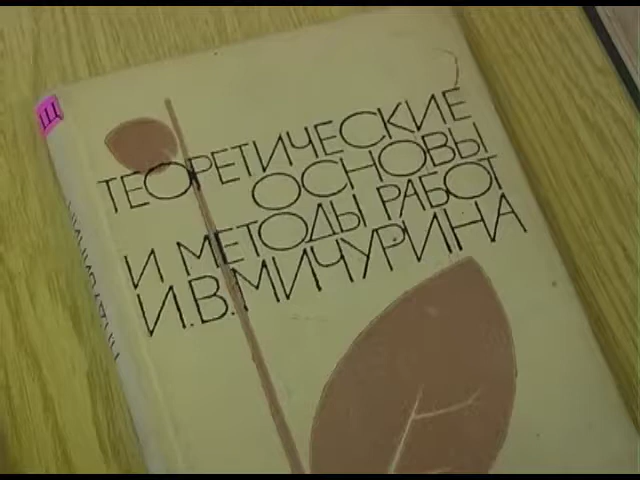 Щ
ТЕОРЕТИЧЕСКИЕ
ОСНОВЫ
И МЕТОДЫ РАБОТ
И.В.МИЧУРИНА